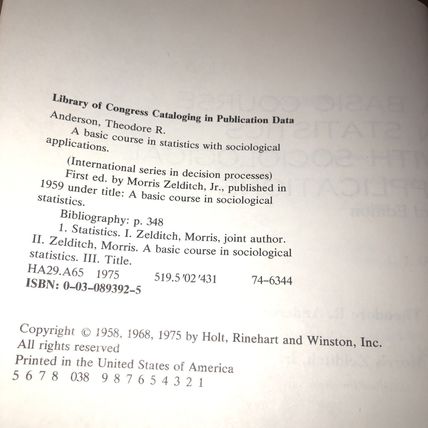 Library of Congress Cataloging in Publication Data
Anderson, Theodore R.
A basic course in statistics with sociological
applications.
(International series in decision processes)
First ed. by Morris Zelditch, Jr., published in
1959 under title: A basic course in sociological
statistics.
Bibliography: p. 348
1. Statistics. I. Zelditch, Morris, joint author.
II. Zelditch, Morris. A basic course in sociological
statistics. III. Title.
HA29.A65 1975 519.5'02'431 74-6344
ISBN: 0-03-089392-5
Copyright © 1958, 1968, 1975 by Holt, Rinehart and Winston, Inc.
All rights reserved
Printed in the United States of America
5 6 7 8 038 9 8 7 6 5 4 3 2 1